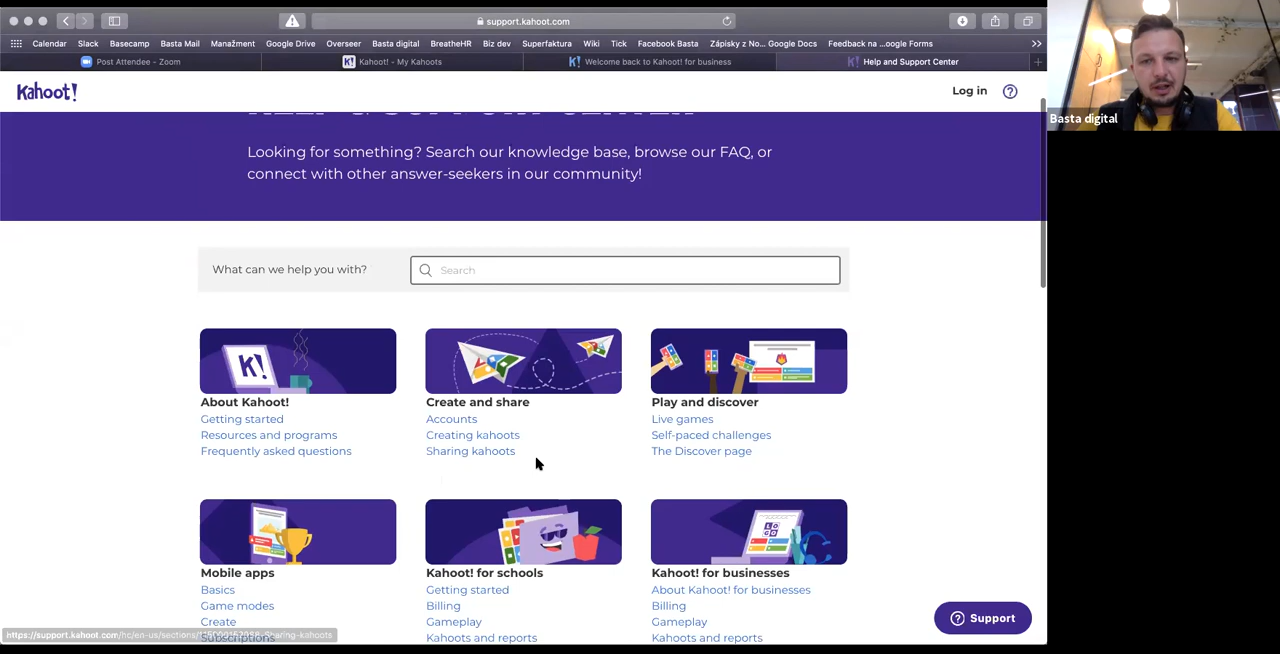 support.kahoot.com
Calendar Slack Basecamp Basta Mail Manažment Google Drive Overseer Basta digital BreatheHR Biz dev Superfaktura Wiki Tick Facebook Basta Zápisky z No... Google Docs Feedback na ...oogle Forms
Post Attendee - Zoom
K! Kahoot! - My Kahoots
K! Welcome back to Kahoot! for business
K! Help and Support Center
Kahoot!
Log in
Looking for something? Search our knowledge base, browse our FAQ, or
connect with other answer-seekers in our community!
What can we help you with?
Search
K!
About Kahoot!
Getting started
Resources and programs
Frequently asked questions
Create and share
Accounts
Creating kahoots
Sharing kahoots
Play and discover
Live games
Self-paced challenges
The Discover page
Mobile apps
Basics
Game modes
Create
Subscriptions
Kahoot! for schools
Getting started
Billing
Gameplay
Kahoots and reports
LOGO
Kahoot! for businesses
About Kahoot! for businesses
Billing
Gameplay
Kahoots and reports
Support
Basta digital